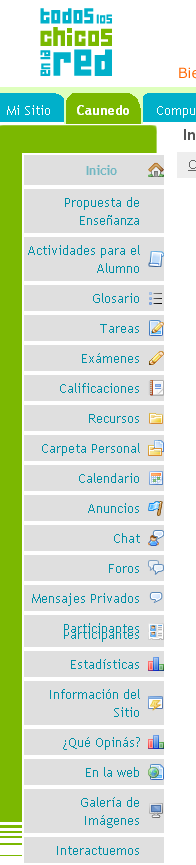 todos los
chicos
en la red
Bie
Mi Sitio
Caunedo
Compu
In
C
Inicio
Propuesta de
Enseñanza
Actividades para el
Alumno
Glosario
Tareas
Exámenes
Calificaciones
Recursos
Carpeta Personal
Calendario
Anuncios
Chat
Foros
Mensajes Privados
Participantes
Participantes
Estadísticas
Información del
Sitio
¿Qué Opinás?
En la web
Galería de
Imágenes
Interactuemos